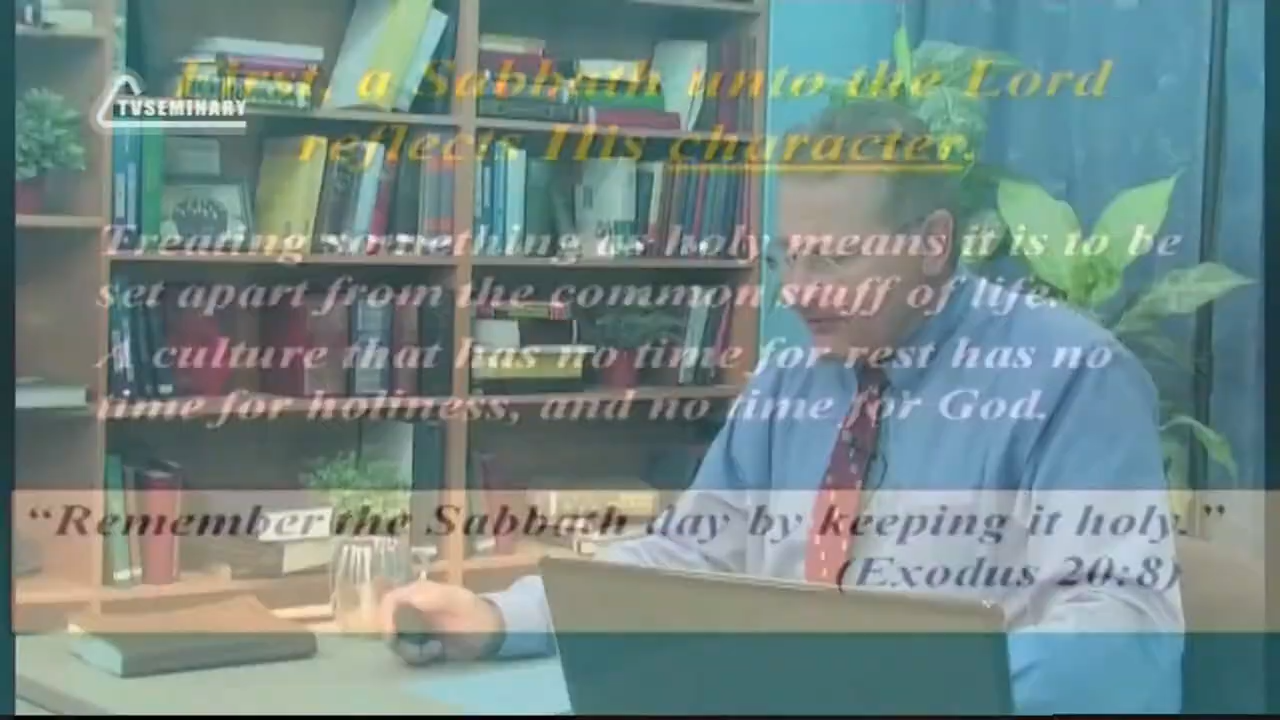 First, a Sabbath unto the Lord
TVSEMINARY
reflects His character.
Treating something as holy means it is to be
set apart from the common stuff of life.
A culture that has no time for rest has no
time for holiness, and no time for God.
“Remember the Sabbath day by keeping it holy.”
(Exodus 20:8)